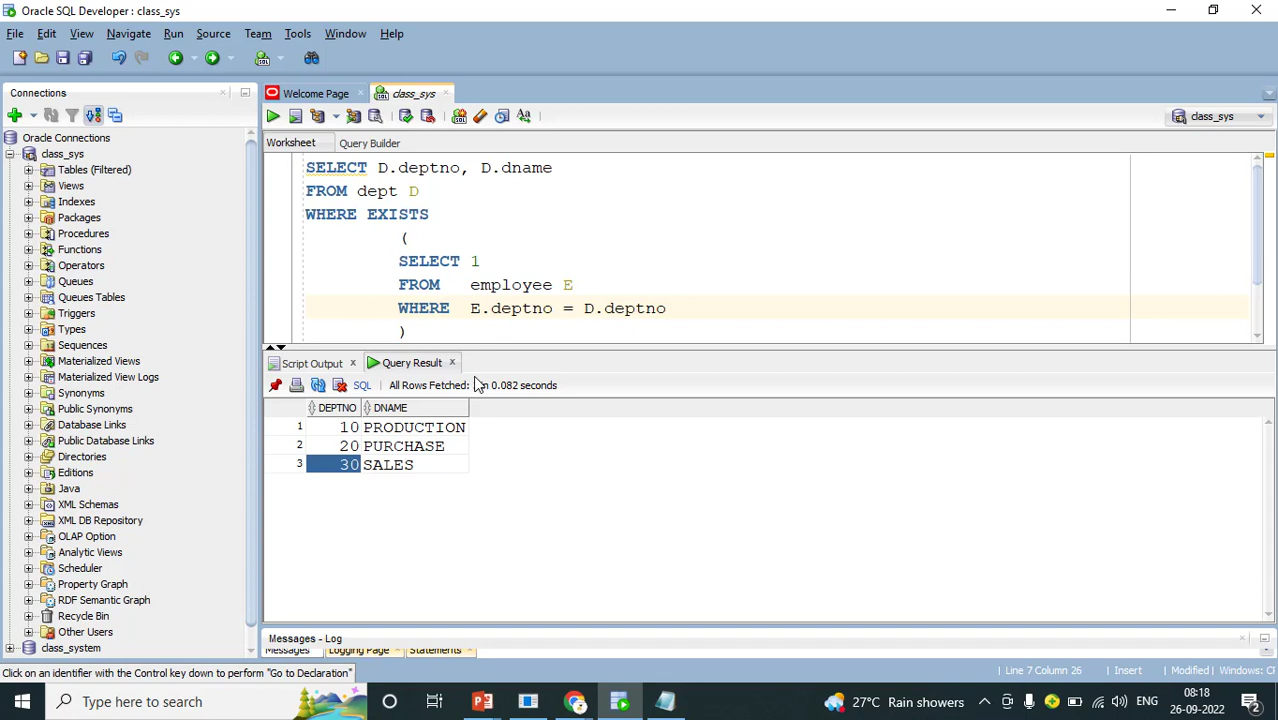 Oracle SQL Developer : class_sys
File Edit View Navigate Run Source Team Tools Window Help
Connections
Oracle Connections
class_sys
Tables (Filtered)
Views
Indexes
Packages
Procedures
Functions
Operators
Queues
Queues Tables
Triggers
Types
Sequences
Materialized Views
Materialized View Logs
Synonyms
Public Synonyms
Database Links
Public Database Links
Directories
Editions
Java
XML Schemas
XML DB Repository
OLAP Option
Analytic Views
Scheduler
Property Graph
RDF Semantic Graph
Recycle Bin
Other Users
class_system
Welcome Page class_sys
class_sys
Worksheet Query Builder
SELECT D.deptno, D.dname
FROM dept D
WHERE EXISTS
(
SELECT 1
FROM employee E
WHERE E.deptno = D.deptno
)
Script Output Query Result
SQL All Rows Fetched: in 0.082 seconds
DEPTNO DNAME
1 10 PRODUCTION
2 20 PURCHASE
3 30 SALES
Messages - Log
Messages Logging Page Statements
Click on an identifier with the Control key down to perform "Go to Declaration"
Line 7 Column 26 Insert Modified Windows: C
Type here to search
27°C Rain showers
ENG
08:18
26-09-2022
2